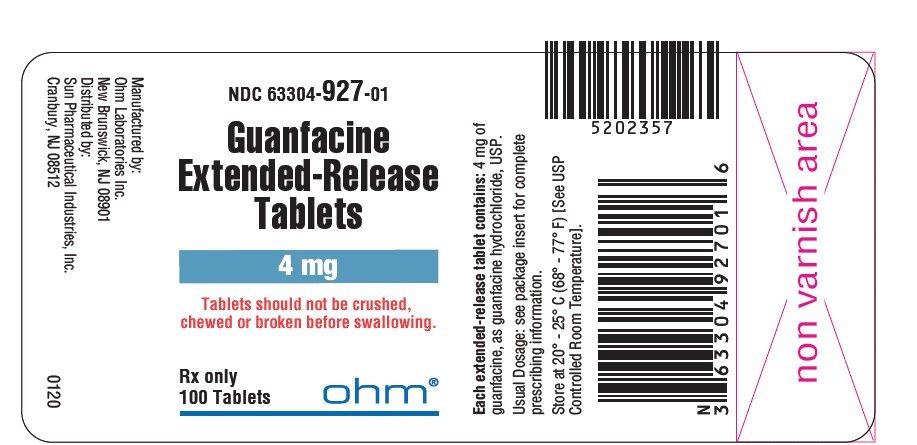 Manufactured by:
Ohm Laboratories Inc.
New Brunswick, NJ 08901
Distributed by:
Sun Pharmaceutical Industries, Inc.
Cranbury, NJ 08512
0120
NDC 63304-927-01
Guanfacine
Extended-Release
Tablets
4 mg
Tablets should not be crushed,
chewed or broken before swallowing.
Rx only
100 Tablets
ohm®
Each extended-release tablet contains: 4 mg of
guanfacine, as guanfacine hydrochloride, USP.
Usual Dosage: see package insert for complete
prescribing information.
Store at 20° - 25° C (68° - 77° F) [See USP
Controlled Room Temperature].
5202357
N
3 63304 92701 6
non varnish area